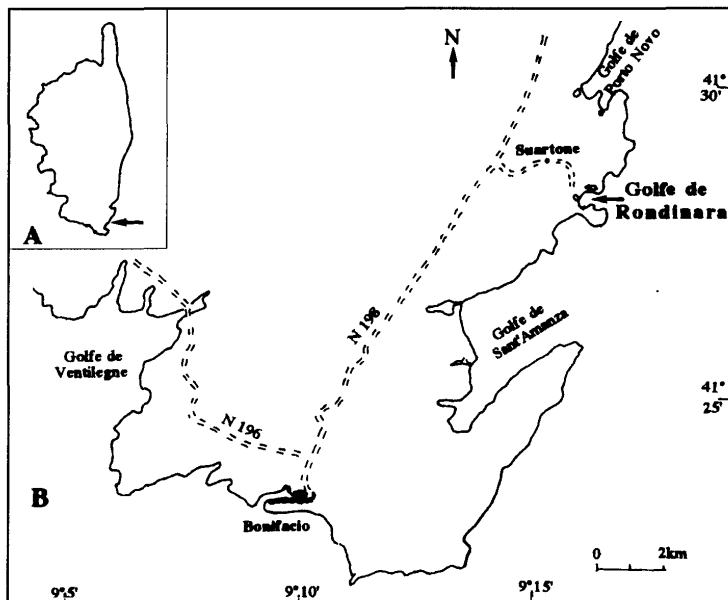 A
N
Golfe de
Porto Novo
41°
30'
Suartone
Golfe de
Rondinara
N 198
Golfe de
Sant'Amanza
Golfe de
Ventilegne
41°
25'
N 196
B
Bonifacio
0 2km
9°5' 9°10' 9°15'